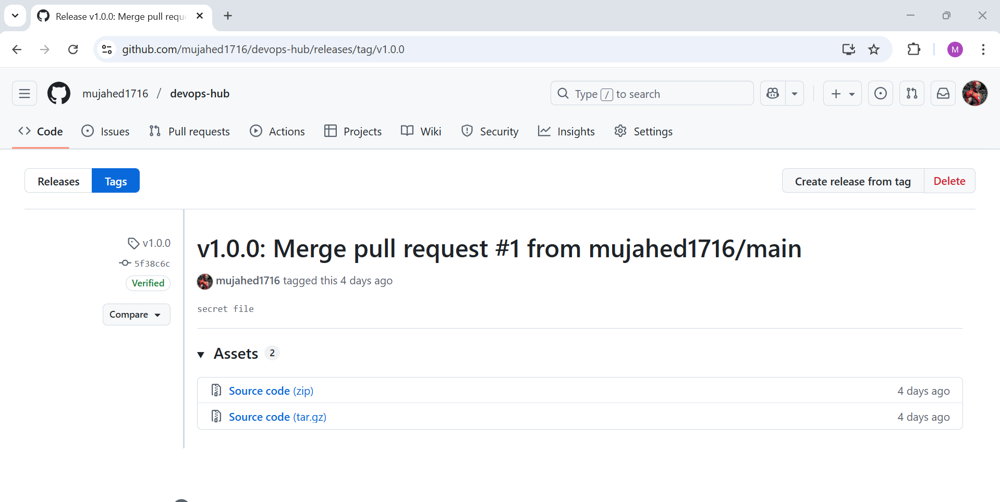 Release v1.0.0: Merge pull requ
github.com/mujahed1716/devops-hub/releases/tag/v1.0.0
M
mujahed1716 / devops-hub
Type / to search
Code Issues Pull requests Actions Projects Wiki Security Insights Settings
Releases Tags
Create release from tag Delete
v1.0.0
5f38c6c
Verified
Compare
v1.0.0: Merge pull request #1 from mujahed1716/main
mujahed1716 tagged this 4 days ago
secret file
Assets 2
Source code (zip) 4 days ago
Source code (tar.gz) 4 days ago